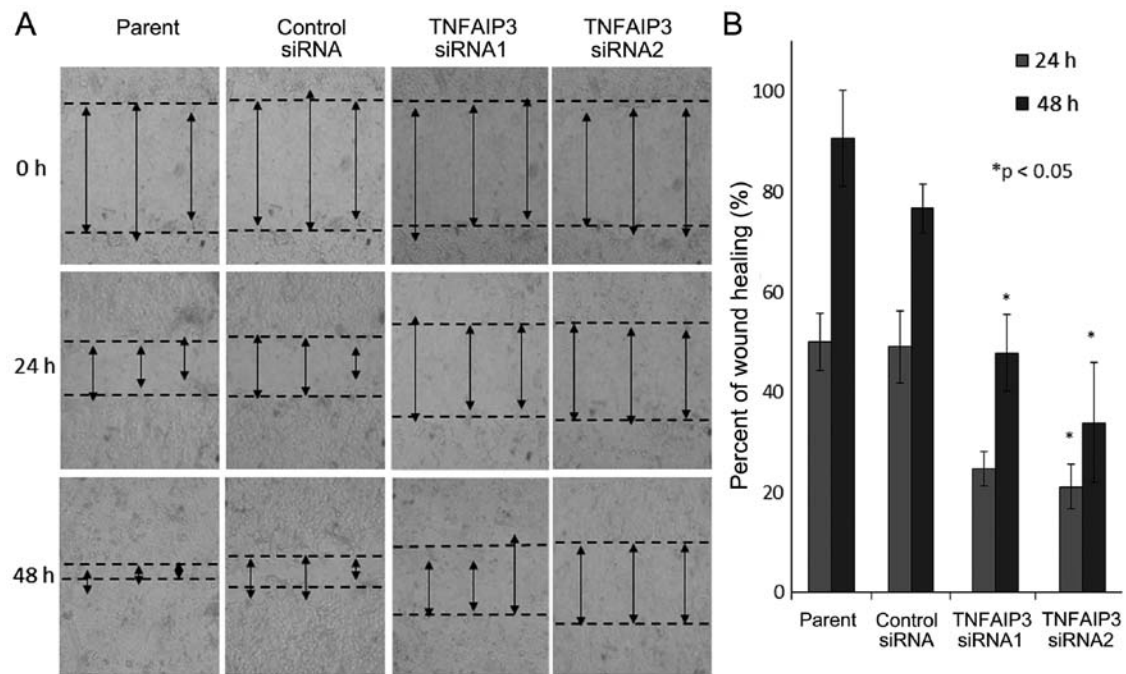 A
Parent
Control
siRNA
TNFAIP3
siRNA1
TNFAIP3
siRNA2
0 h
24 h
48 h
B
24 h
48 h
*p < 0.05
Percent of wound healing (%)
100
80
60
40
20
0
*
*
*
Parent
Control
siRNA
TNFAIP3
siRNA1
TNFAIP3
siRNA2